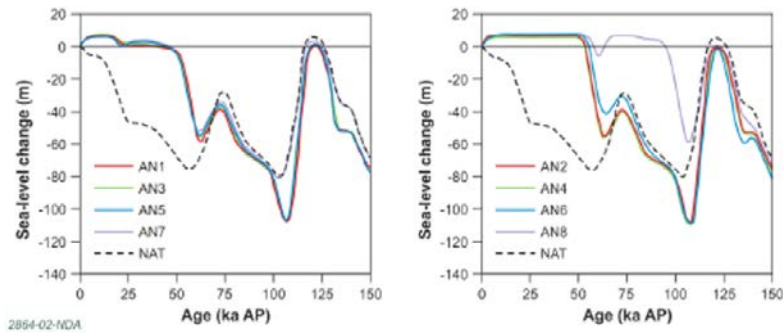 20
0
-20
-40
-60
-80
-100
-120
-140
Sea-level change (m)
AN1
AN3
AN5
AN7
NAT
0 25 50 75 100 125 150
Age (ka AP)
20
0
-20
-40
-60
-80
-100
-120
-140
Sea-level change (m)
AN2
AN4
AN6
AN8
NAT
0 25 50 75 100 125 150
Age (ka AP)
2864-02-NDA